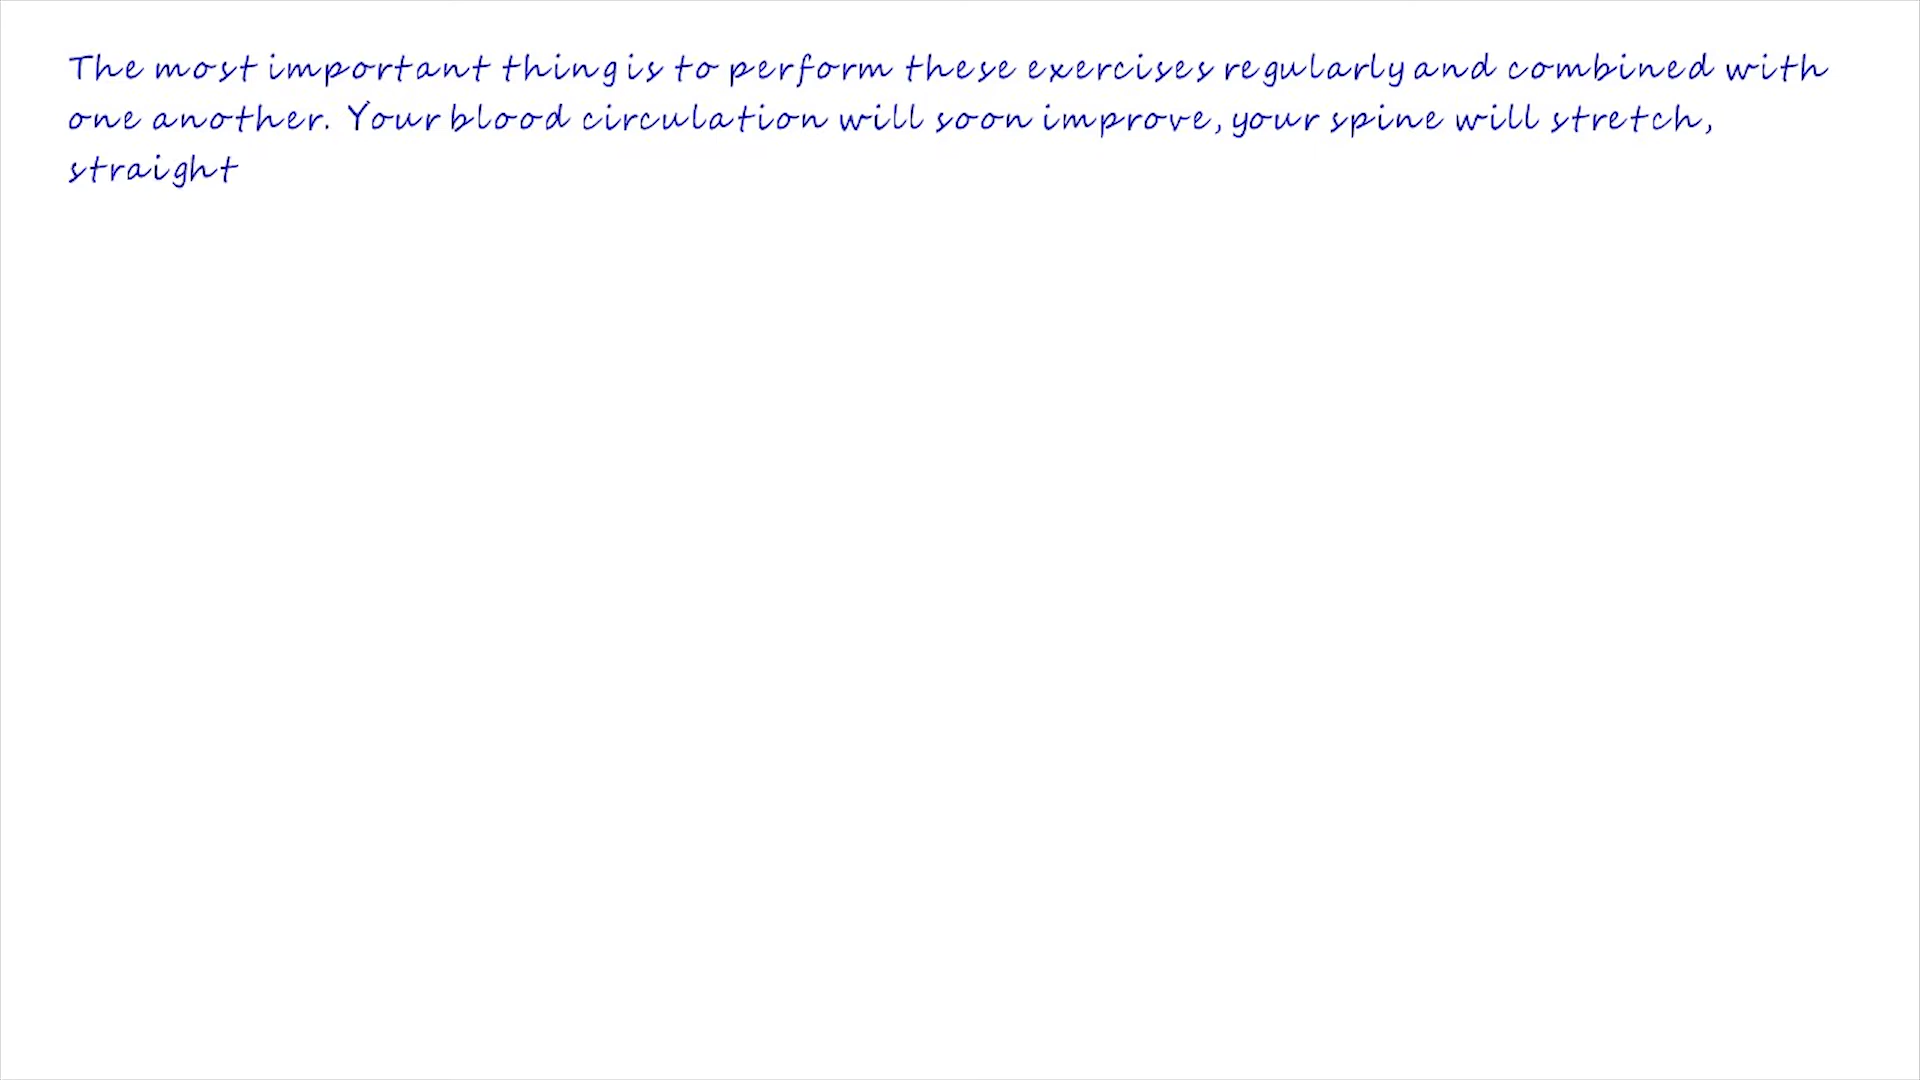 The most important thing is to perform these exercises regularly and combined with
one another. Your blood circulation will soon improve, your spine will stretch,
straight